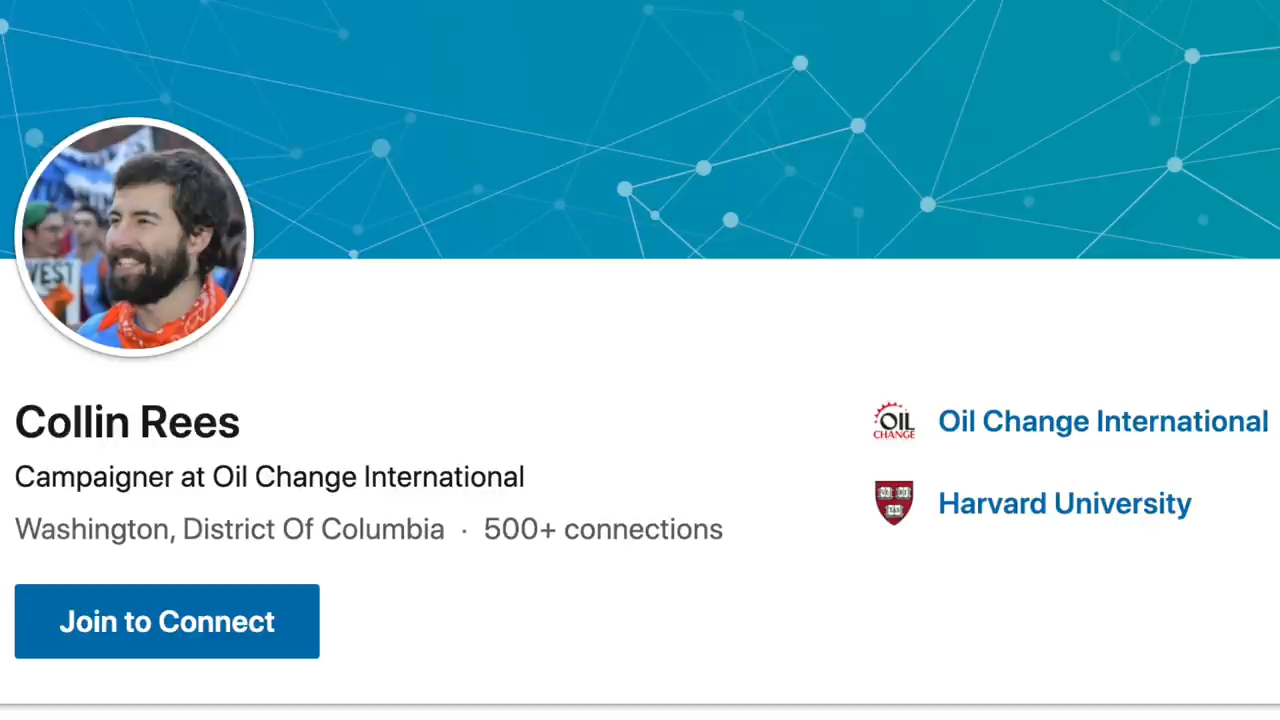 VEST
Collin Rees
Campaigner at Oil Change International
Washington, District Of Columbia · 500+ connections
Join to Connect
OIL
CHANGE
Oil Change International
Harvard University